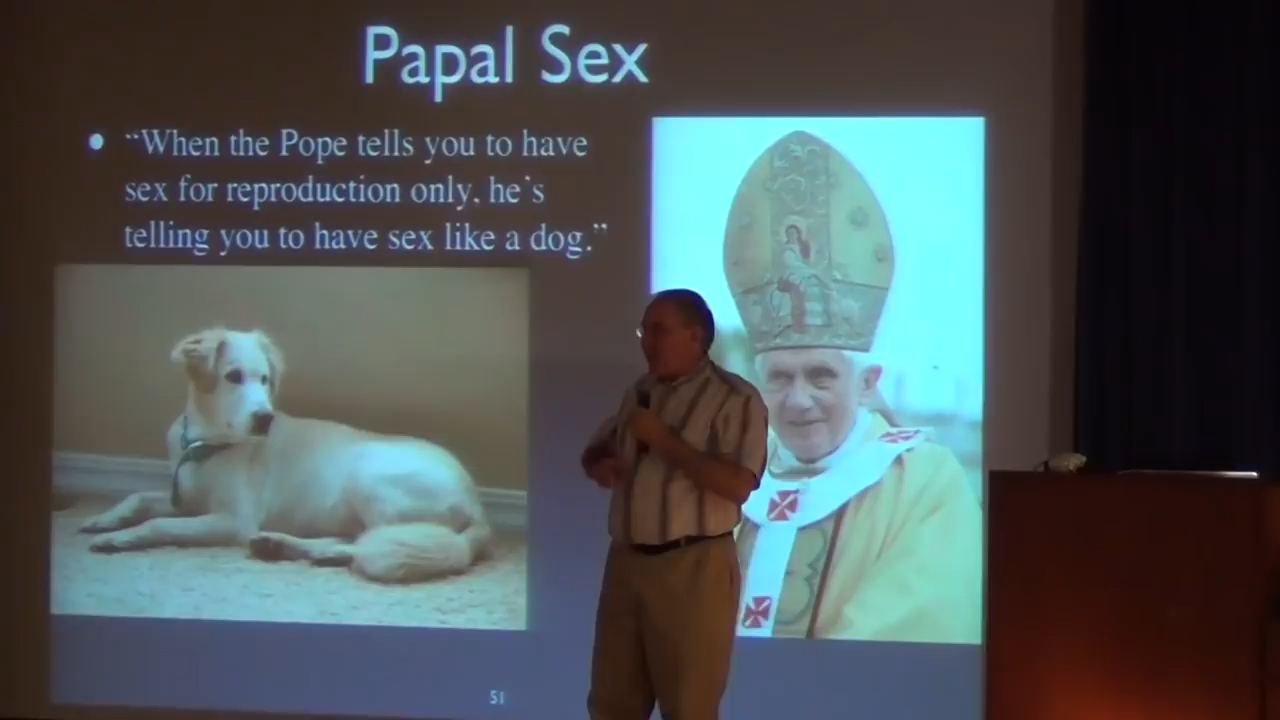 Papal Sex
• “When the Pope tells you to have
sex for reproduction only, he's
telling you to have sex like a dog.”
51